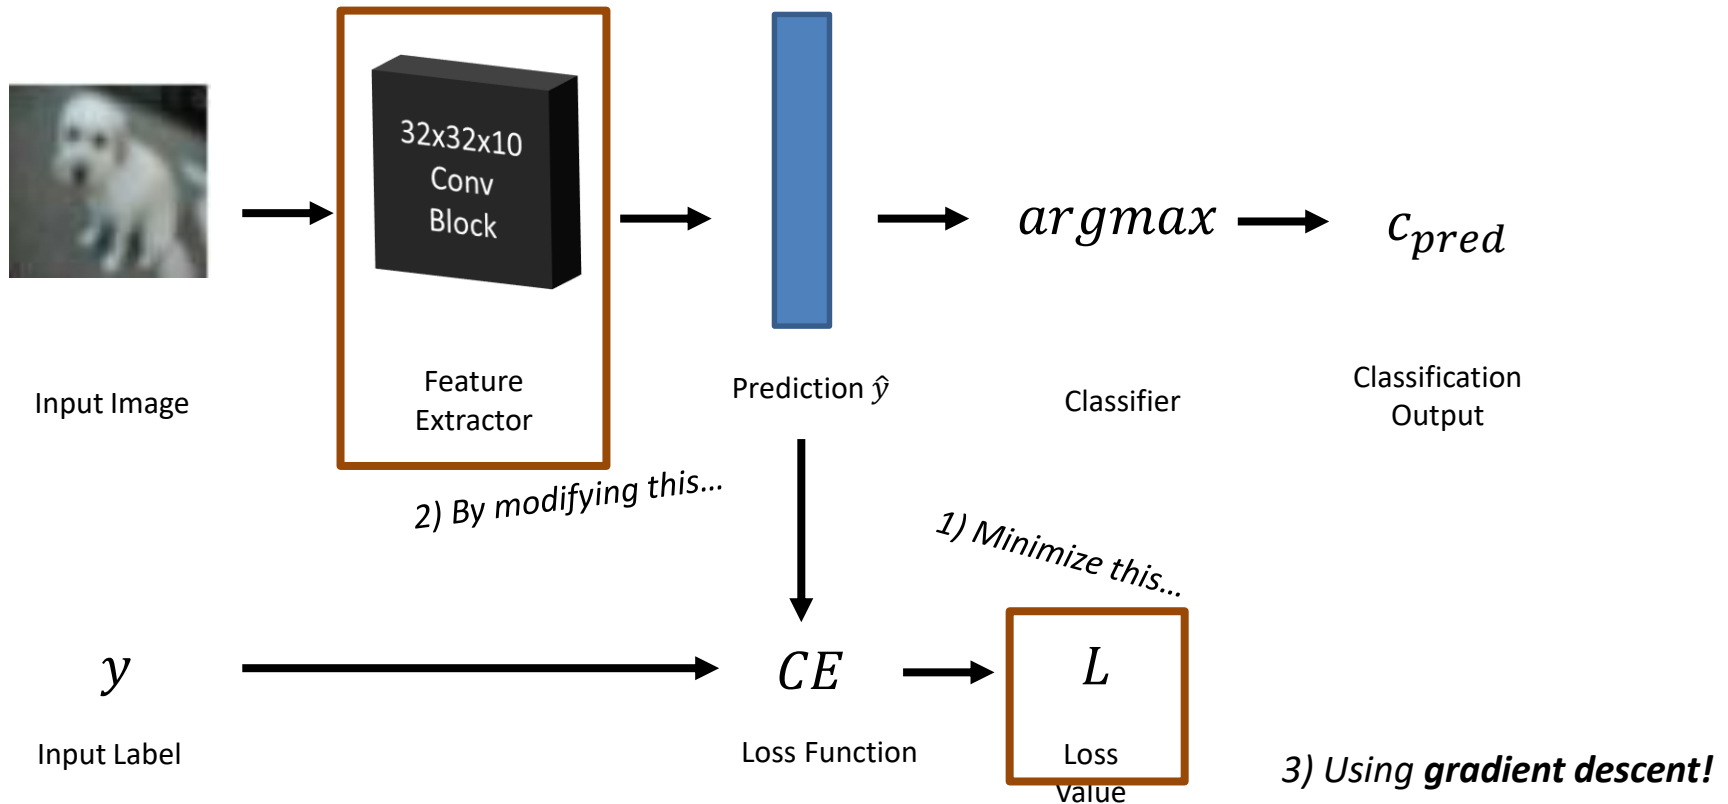 32x32x10
Conv
Block
argmax
c_pred
Input Image
Feature
Extractor
Prediction ŷ
Classifier
Classification
Output
2) By modifying this...
1) Minimize this...
y
CE
L
Input Label
Loss Function
Loss
Value
3) Using gradient descent!